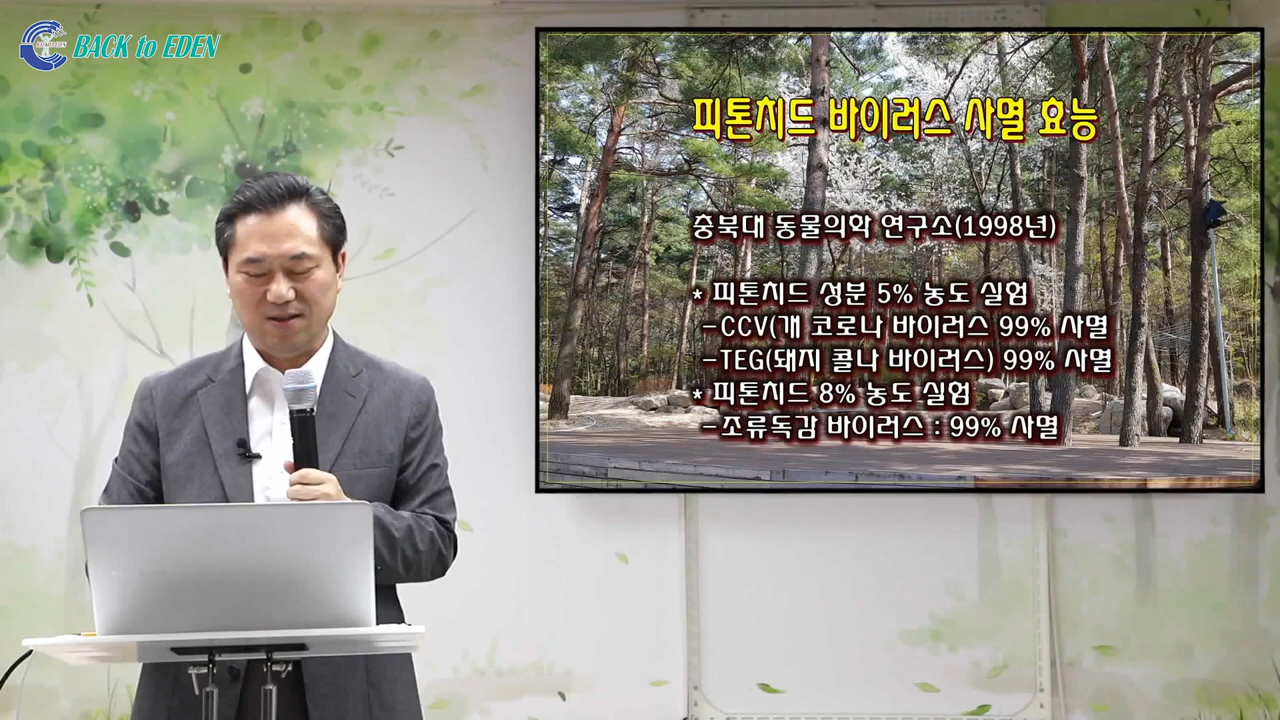 BACK to EDEN
피톤치드 바이러스 사멸 효능
충북대 동물의학 연구소(1998년)
* 피톤치드 성분 5% 농도 실험
-CCV(개 코로나 바이러스 99% 사멸
-TEG(돼지 콜나 바이러스) 99% 사멸
* 피톤치드 8% 농도 실험
-조류독감 바이러스 : 99% 사멸